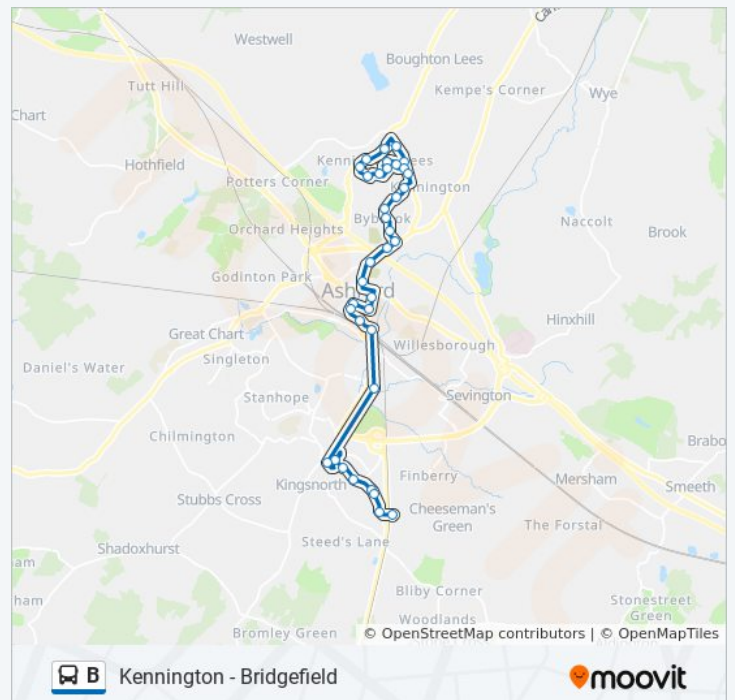 Westwell
Boughton Lees
Kempe's Corner
Tutt Hill
Wye
Chart
Hothfield
Potters Corner
Kennington
Bybrook
Naccolt
Orchard Heights
Brook
Godinton Park
Ashford
Hinxhill
Great Chart
Willesborough
Singleton
Daniel's Water
Stanhope
Sevington
Chilmington
Brabo
Finberry
Mersham
Kingsnorth
Smeeth
Stubbs Cross
Cheeseman's
Green
The Forstal
Steed's Lane
Shadoxhurst
am
Bliby Corner
ham
Stonestreet
Green
Woodlands
Bromley Green
© OpenStreetMap contributors | © OpenMapTiles
B Kennington - Bridgefield
moovit